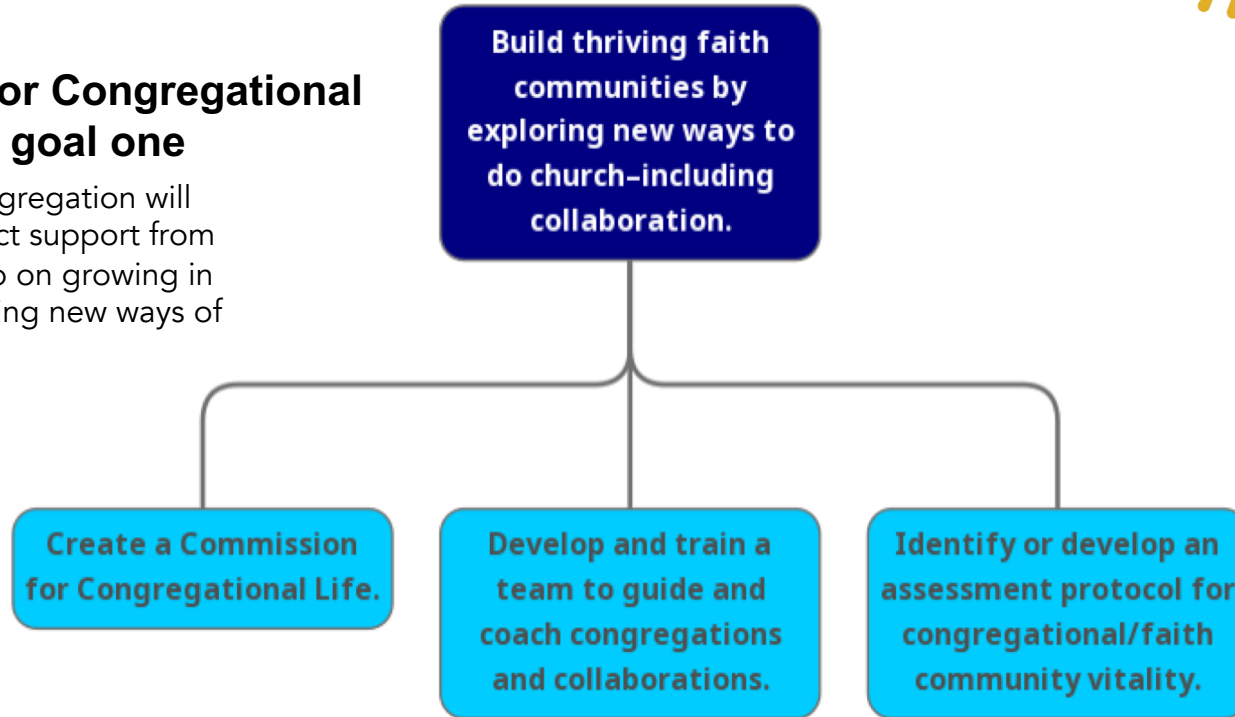 or Congregational
goal one
gregation will
ct support from
on growing in
ing new ways of
Build thriving faith
communities by
exploring new ways to
do church–including
collaboration.
Create a Commission
for Congregational Life.
Develop and train a
team to guide and
coach congregations
and collaborations.
Identify or develop an
assessment protocol for
congregational/faith
community vitality.